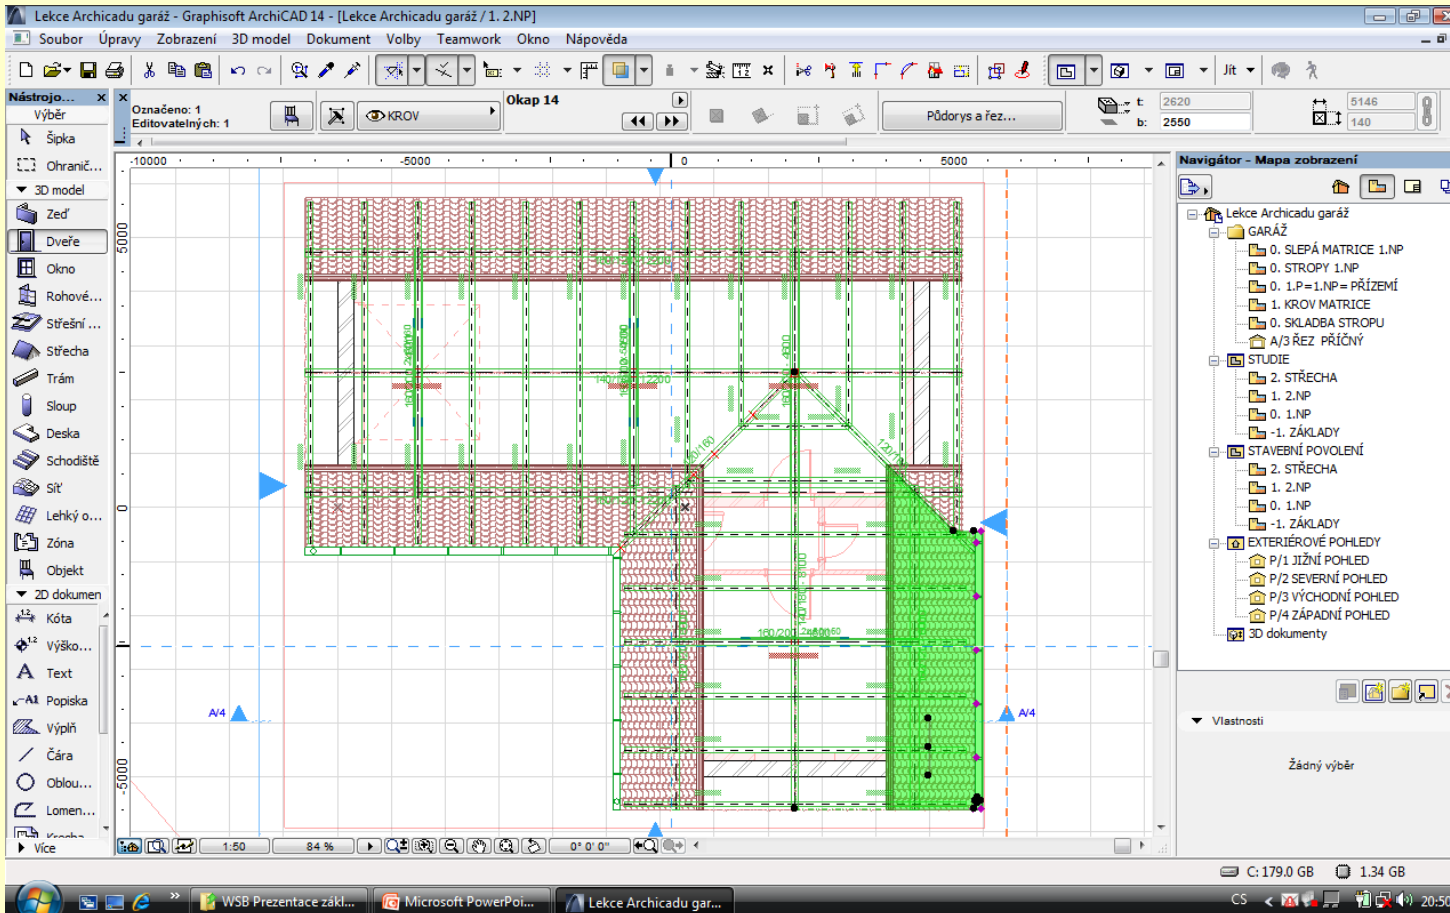 Lekce Archicadu garáž - Graphisoft ArchiCAD 14 - [Lekce Archicadu garáž / 1. 2.NP]
Soubor Úpravy Zobrazení 3D model Dokument Volby Teamwork Okno Nápověda
Jít
Nástrojo...
Výběr
Šipka
Ohranič...
3D model
Zeď
Dveře
Okno
Rohové...
Střešní ...
Střecha
Trám
Sloup
Deska
Schodiště
Síť
Lehký o...
Zóna
Objekt
2D dokumen
Kóta
Výško...
Text
Popiska
Výplň
Čára
Oblou...
Lomen...
Více
Označeno: 1
Editovatelných: 1
KROV
Okap 14
Půdorys a řez...
t: 2620
b: 2550
5146
140
-10000 -5000 0 5000
5000
0
-5000
140/180..8100
120/160
A/4
A/4
1:50
84 %
0° 0' 0"
Navigátor - Mapa zobrazení
Lekce Archicadu garáž
GARÁŽ
0. SLEPÁ MATRICE 1.NP
0. STROPY 1.NP
0. 1.P=1.NP= PŘÍZEMÍ
1. KROV MATRICE
0. SKLADBA STROPU
A/3 ŘEZ PŘÍČNÝ
STUDIE
2. STŘECHA
1. 2.NP
0. 1.NP
-1. ZÁKLADY
STAVEBNÍ POVOLENÍ
2. STŘECHA
1. 2.NP
0. 1.NP
-1. ZÁKLADY
EXTERIÉROVÉ POHLEDY
P/1 JIŽNÍ POHLED
P/2 SEVERNÍ POHLED
P/3 VÝCHODNÍ POHLED
P/4 ZÁPADNÍ POHLED
3D dokumenty
Vlastnosti
Žádný výběr
C: 179.0 GB 1.34 GB
WSB Prezentace zákl... Microsoft PowerPoi... Lekce Archicadu gar... CS 20:50